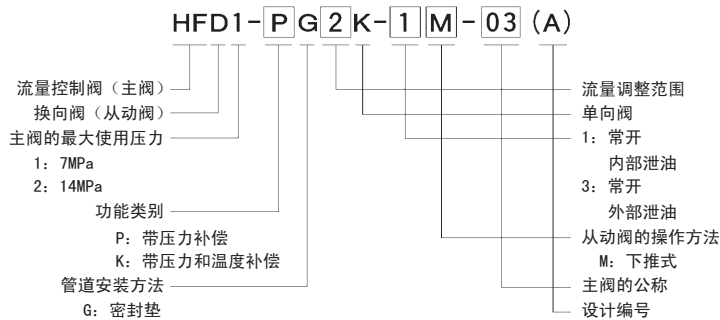 HFD1-PG2K-1M-03(A)
流量控制阀（主阀）
换向阀（从动阀）
主阀的最大使用压力
1：7MPa
2：14MPa
功能类别
P：带压力补偿
K：带压力和温度补偿
管道安装方法
G：密封垫
流量调整范围
单向阀
1：常开
内部泄油
3：常开
外部泄油
从动阀的操作方法
M：下推式
主阀的公称
设计编号